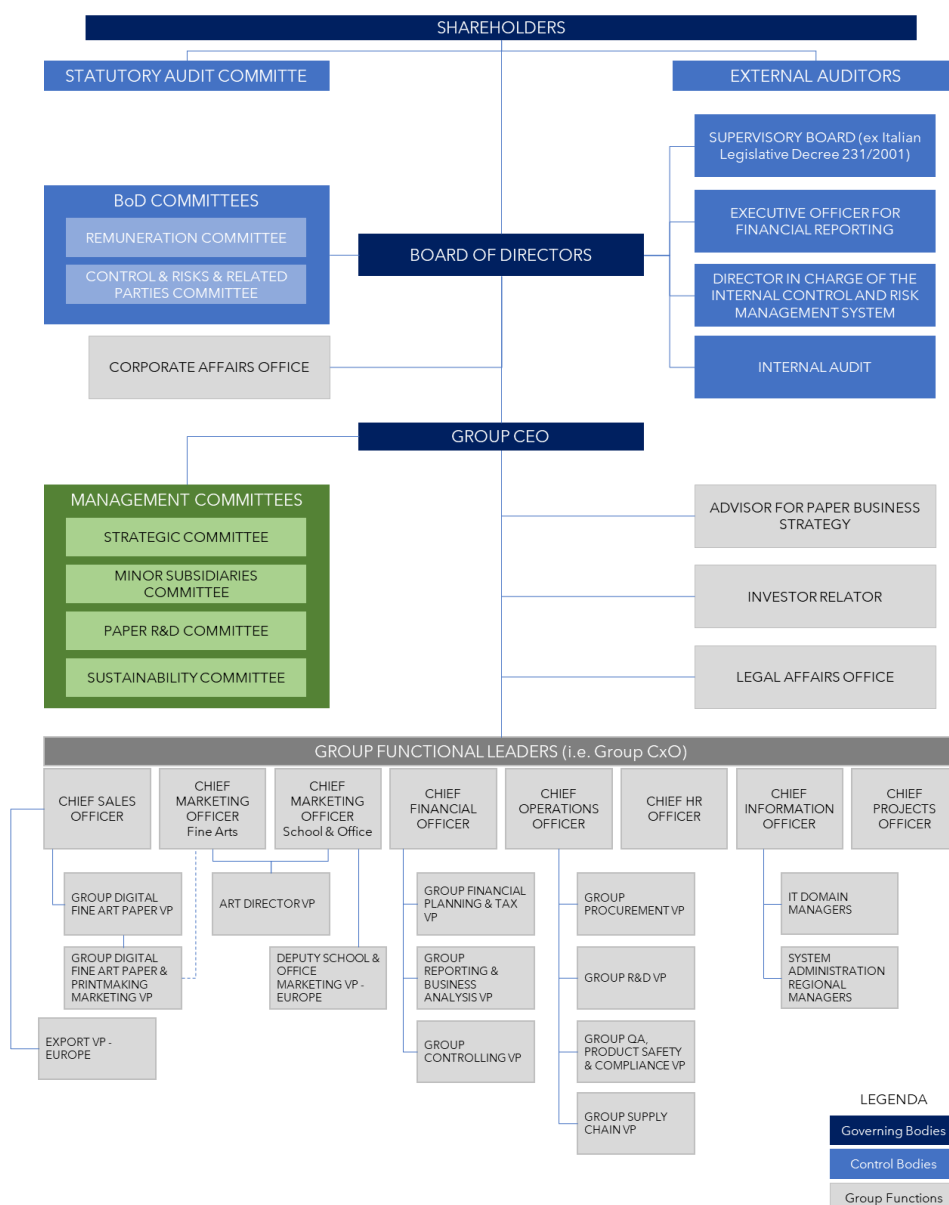 SHAREHOLDERS
STATUTORY AUDIT COMMITTE
EXTERNAL AUDITORS
SUPERVISORY BOARD (ex Italian
Legislative Decree 231/2001)
BoD COMMITTEES
REMUNERATION COMMITTEE
CONTROL & RISKS & RELATED
PARTIES COMMITTEE
BOARD OF DIRECTORS
EXECUTIVE OFFICER FOR
FINANCIAL REPORTING
DIRECTOR IN CHARGE OF THE
INTERNAL CONTROL AND RISK
MANAGEMENT SYSTEM
CORPORATE AFFAIRS OFFICE
INTERNAL AUDIT
GROUP CEO
MANAGEMENT COMMITTEES
STRATEGIC COMMITTEE
MINOR SUBSIDIARIES
COMMITTEE
PAPER R&D COMMITTEE
SUSTAINABILITY COMMITTEE
ADVISOR FOR PAPER BUSINESS
STRATEGY
INVESTOR RELATOR
LEGAL AFFAIRS OFFICE
GROUP FUNCTIONAL LEADERS (i.e. Group CxO)
CHIEF SALES
OFFICER
CHIEF
MARKETING
OFFICER
Fine Arts
CHIEF
MARKETING
OFFICER
School & Office
CHIEF
FINANCIAL
OFFICER
CHIEF
OPERATIONS
OFFICER
CHIEF HR
OFFICER
CHIEF
INFORMATION
OFFICER
CHIEF
PROJECTS
OFFICER
GROUP DIGITAL
FINE ART PAPER VP
ART DIRECTOR VP
GROUP FINANCIAL
PLANNING & TAX
VP
GROUP
PROCUREMENT VP
IT DOMAIN
MANAGERS
GROUP DIGITAL
FINE ART PAPER &
PRINTMAKING
MARKETING VP
DEPUTY SCHOOL &
OFFICE
MARKETING VP -
EUROPE
GROUP
REPORTING &
BUSINESS
ANALYSIS VP
GROUP R&D VP
SYSTEM
ADMINISTRATION
REGIONAL
MANAGERS
EXPORT VP -
EUROPE
GROUP
CONTROLLING VP
GROUP QA,
PRODUCT SAFETY
& COMPLIANCE VP
GROUP SUPPLY
CHAIN VP
LEGENDA
Governing Bodies
Control Bodies
Group Functions